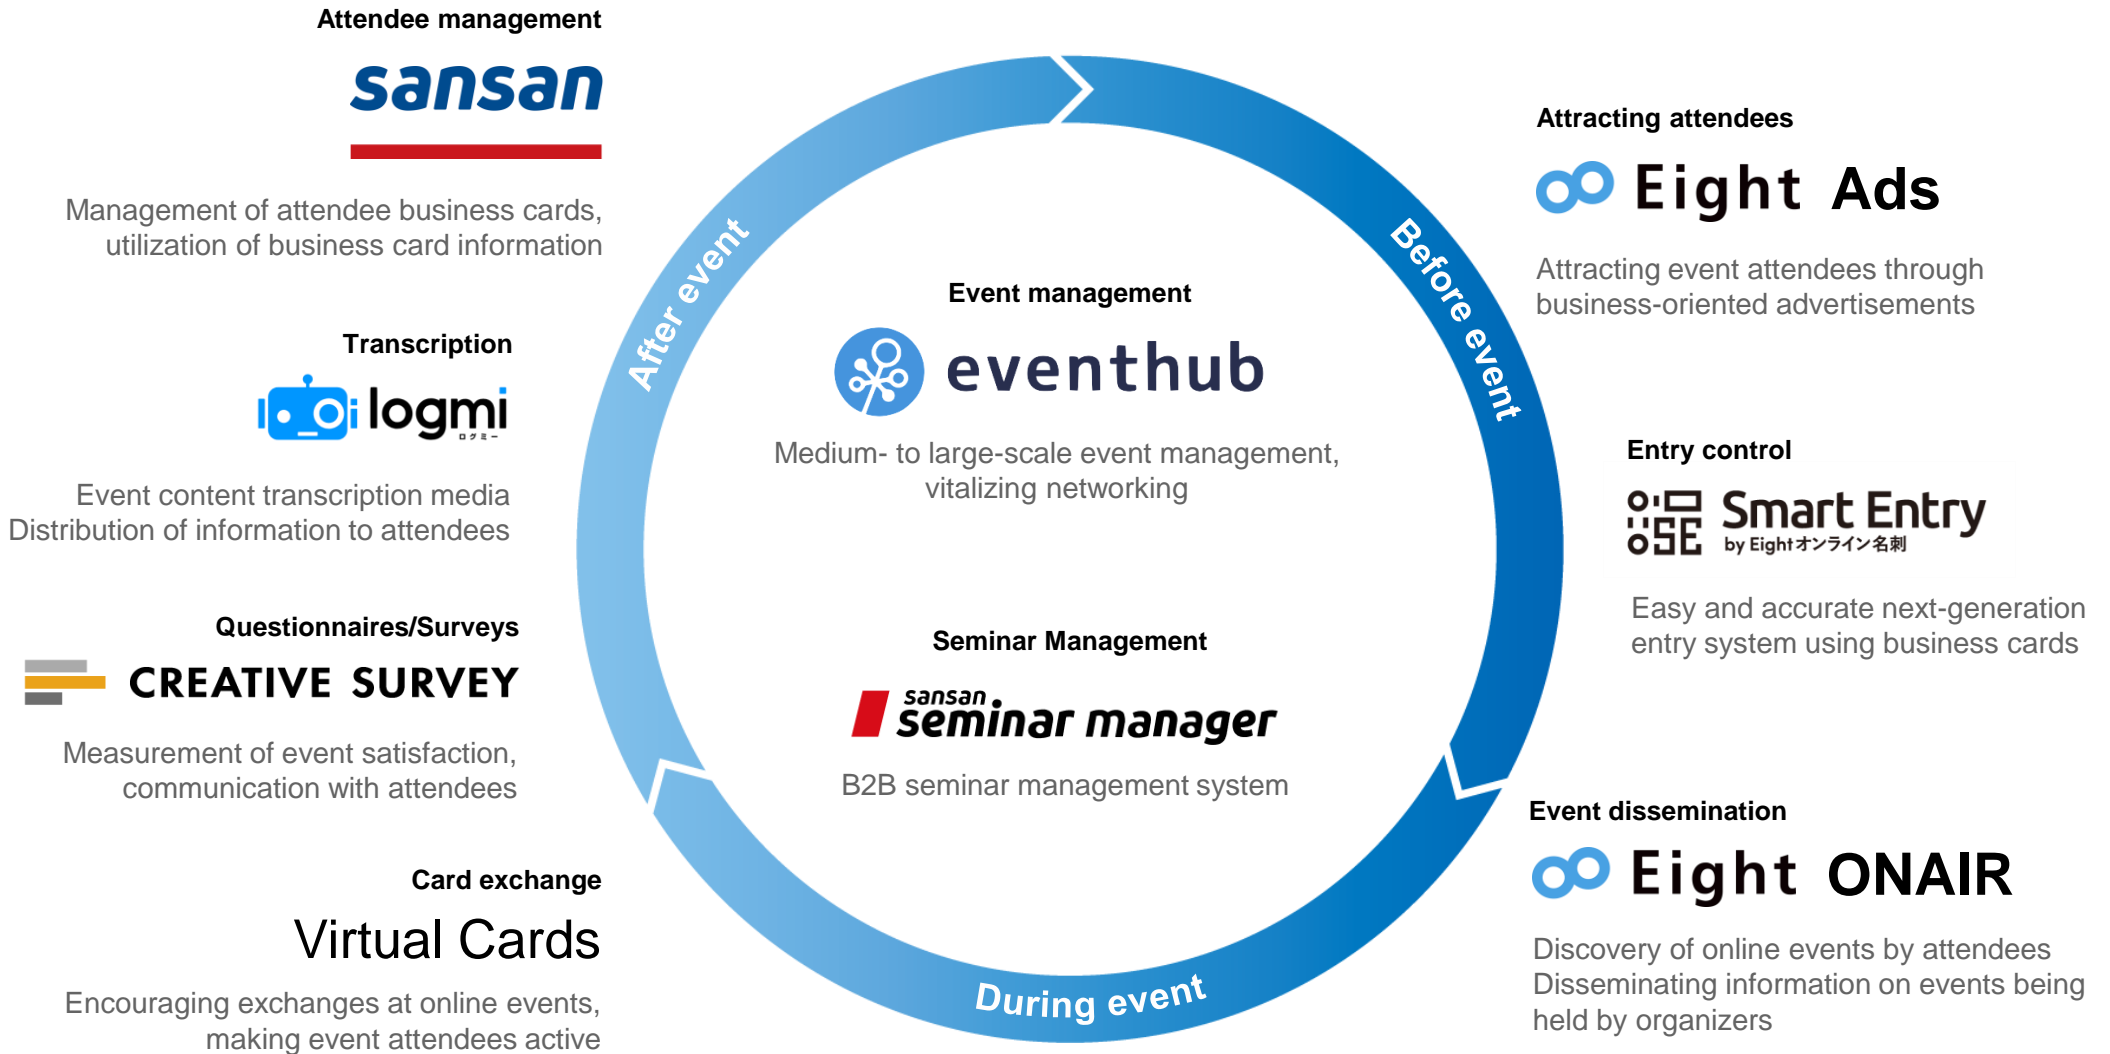 Attendee management
sansan
Management of attendee business cards,
utilization of business card information
Transcription
logmi
ログミー
Event content transcription media
Distribution of information to attendees
Questionnaires/Surveys
CREATIVE SURVEY
Measurement of event satisfaction,
communication with attendees
Card exchange
Virtual Cards
Encouraging exchanges at online events,
making event attendees active
After event
Before event
During event
Event management
eventhub
Medium- to large-scale event management,
vitalizing networking
Seminar Management
sansan
seminar manager
B2B seminar management system
Attracting attendees
Eight Ads
Attracting event attendees through
business-oriented advertisements
Entry control
SE
Smart Entry
by Eightオンライン名刺
Easy and accurate next-generation
entry system using business cards
Event dissemination
Eight ONAIR
Discovery of online events by attendees
Disseminating information on events being
held by organizers